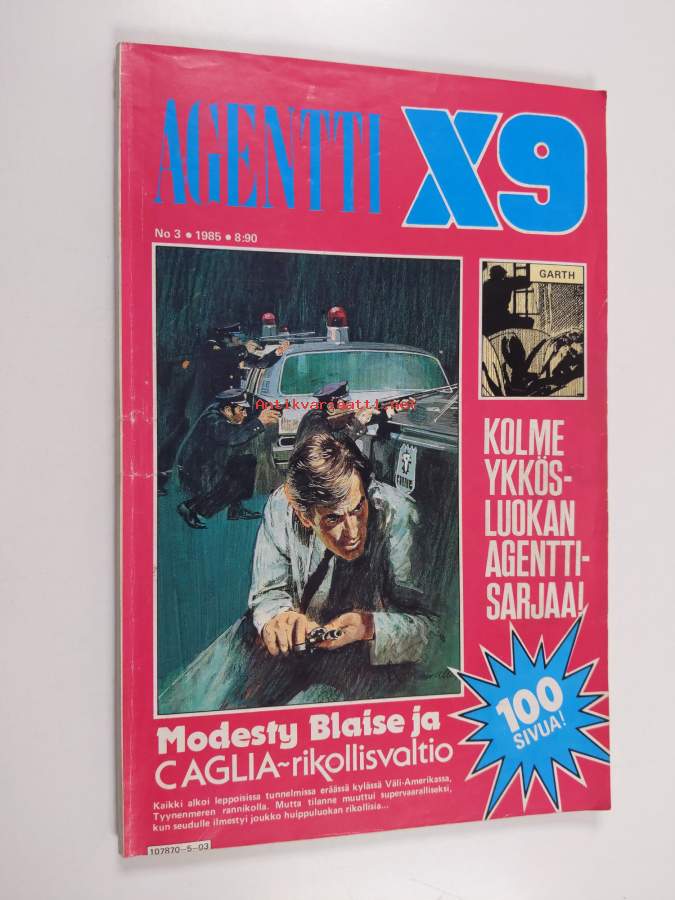 AGENTTI X9
No 3 • 1985 • 8:90
GARTH
Antikvariaatti.net
KOLME
YKKÖS-
LUOKAN
AGENTTI-
SARJAA!
100
SIVUA!
Modesty Blaise ja
CAGLIA~rikollisvaltio
Kaikki alkoi leppoisissa tunnelmissa eräässä kylässä Väli-Amerikassa,
Tyynenmeren rannikolla. Mutta tilanne muuttui supervaaralliseksi,
kun seudulle ilmestyi joukko huippuluokan rikollisia...
107870-5-03